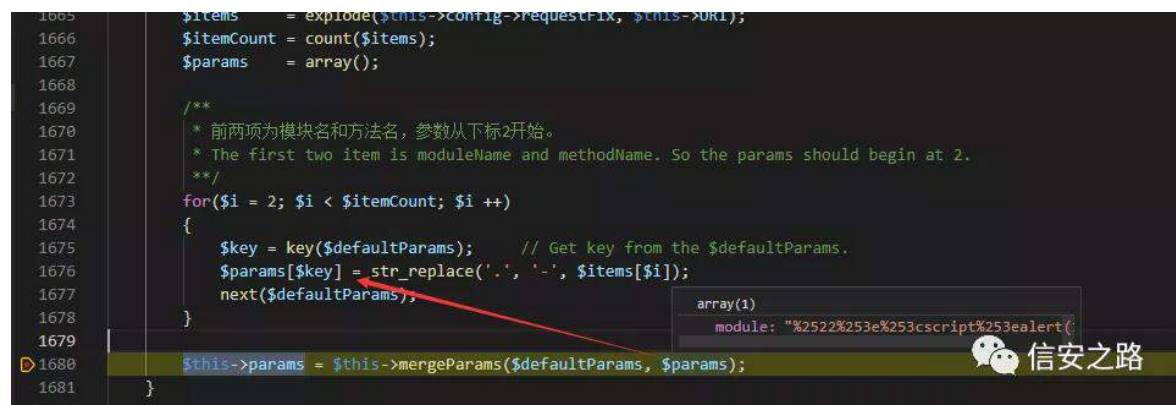 1665 $items = explode($this->config->requestFix, $this->URI);
1666 $itemCount = count($items);
1667 $params = array();
1668
1669 /**
1670 * 前两项为模块名和方法名，参数从下标2开始。
1671 * The first two item is moduleName and methodName. So the params should begin at 2.
1672 **/
1673 for($i = 2; $i < $itemCount; $i ++)
1674 {
1675 $key = key($defaultParams); // Get key from the $defaultParams.
1676 $params[$key] = str_replace('.', '-', $items[$i]);
1677 next($defaultParams);
array(1)
1678 }
module: "%2522%253e%253cscript%253ealert(
1679
信安之路
1680 $this->params = $this->mergeParams($defaultParams, $params);
1681 }